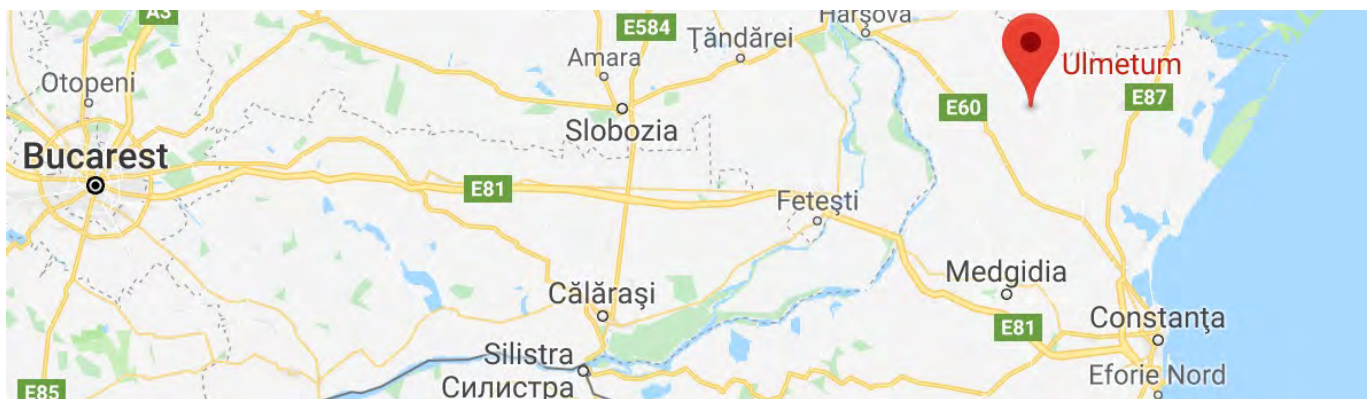 A3
E584
Hârşova
Ţăndărei
Amara
Ulmetum
Otopeni
E60
E87
Slobozia
Bucarest
E81
Feteşti
Medgidia
Călăraşi
E81
Constanţa
Silistra
Силистра
Eforie Nord
E85